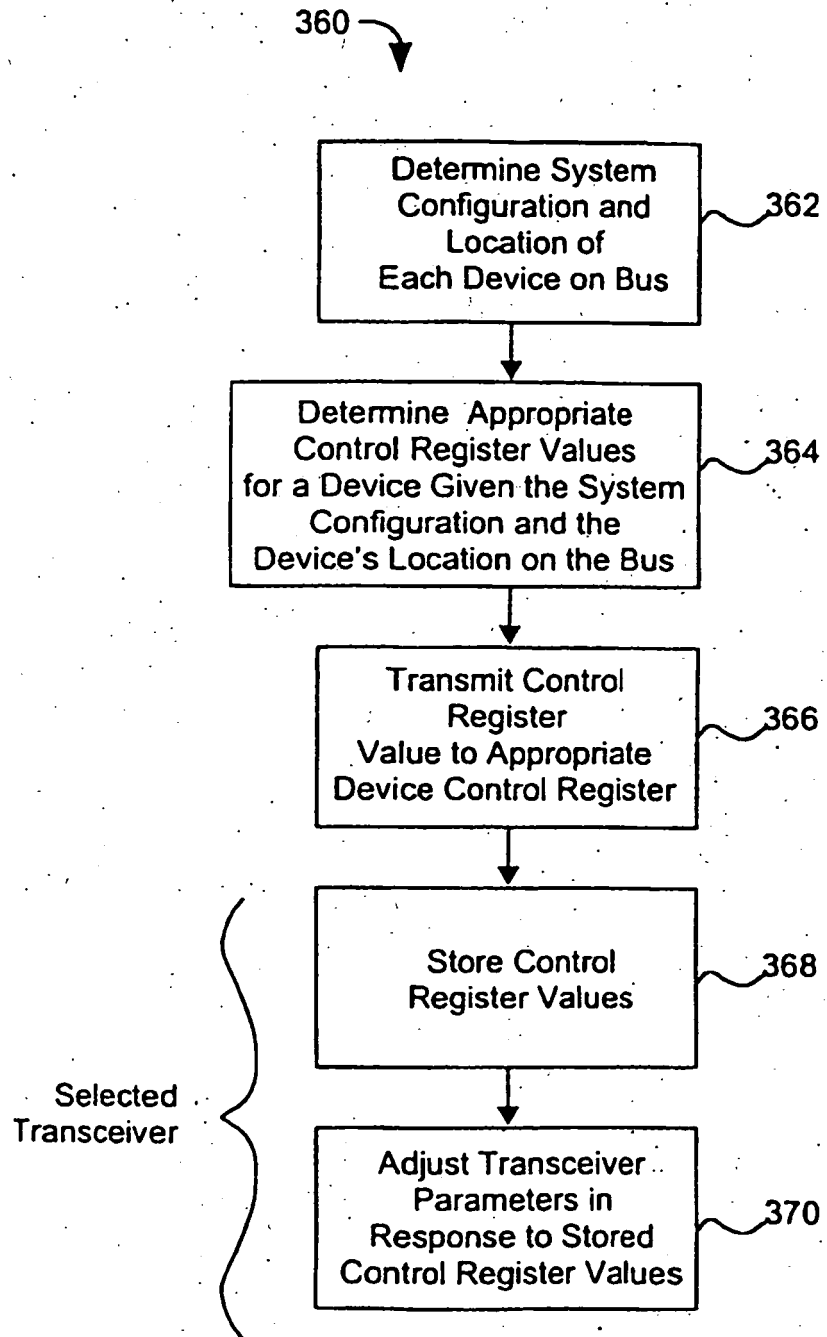 360
Determine System
Configuration and
Location of
Each Device on Bus
362
Determine Appropriate
Control Register Values
for a Device Given the System
Configuration and the
Device's Location on the Bus
364
Transmit Control
Register
Value to Appropriate
Device Control Register
366
Store Control
Register Values
368
Selected
Transceiver
Adjust Transceiver
Parameters in
Response to Stored
Control Register Values
370